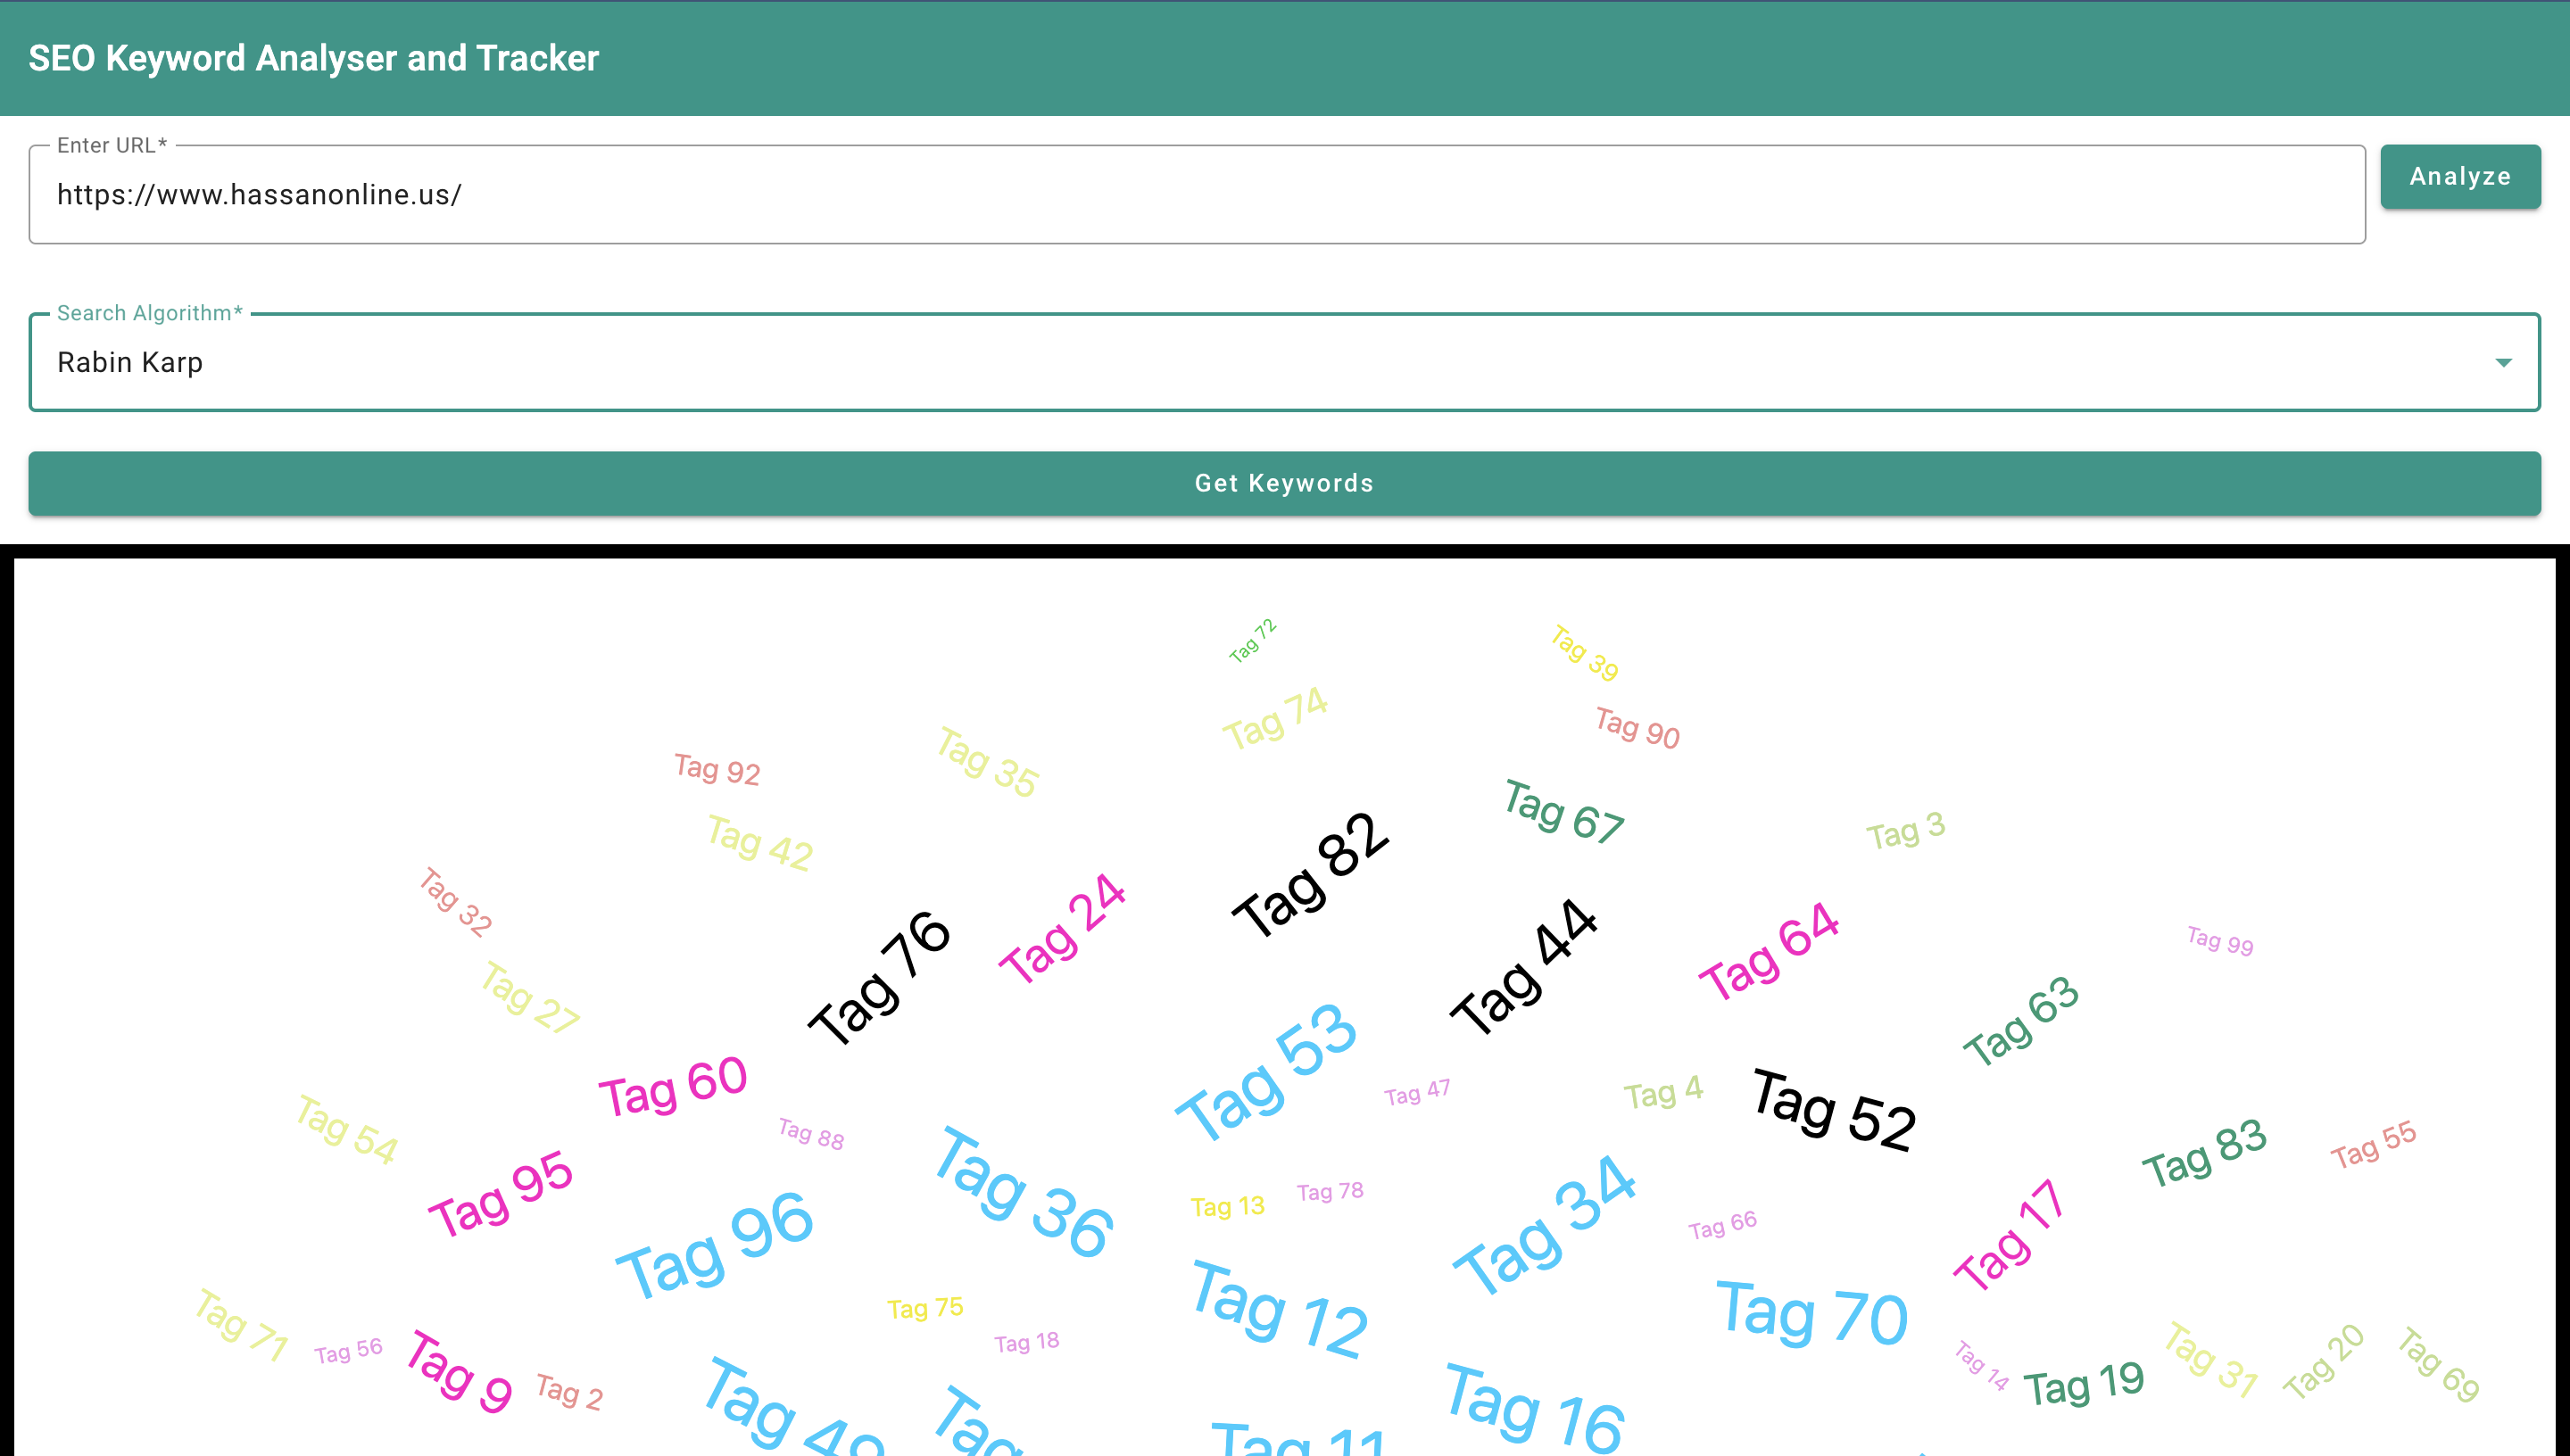 SEO Keyword Analyser and Tracker
Enter URL*
https://www.hassanonline.us/
Analyze
Search Algorithm*
Rabin Karp
Get Keywords
Tag 72
Tag 39
Tag 74
Tag 90
Tag 35
Tag 92
Tag 67
Tag 42
Tag 82
Tag 3
Tag 32
Tag 24
Tag 76
Tag 44
Tag 64
Tag 99
Tag 27
Tag 63
Tag 53
Tag 60
Tag 47
Tag 4
Tag 52
Tag 54
Tag 88
Tag 83
Tag 55
Tag 95
Tag 36
Tag 13
Tag 78
Tag 34
Tag 66
Tag 17
Tag 96
Tag 75
Tag 12
Tag 70
Tag 71
Tag 56
Tag 9
Tag 2
Tag 18
Tag 14
Tag 19
Tag 31
Tag 20
Tag 69
Tag 49
Tag
Tag 11
Tag 16